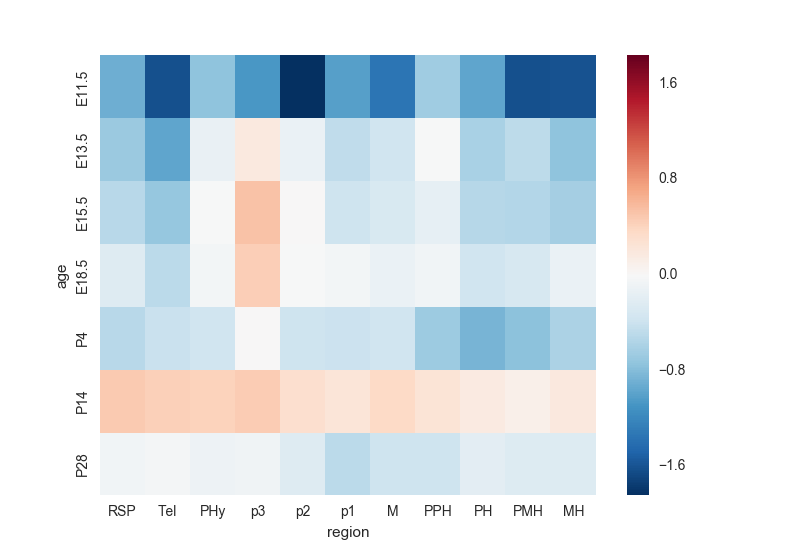 age
E11.5
E13.5
E15.5
E18.5
P4
P14
P28
RSP Tel PHy p3 p2 p1 M PPH PH PMH MH
region
1.6
0.8
0.0
−0.8
−1.6